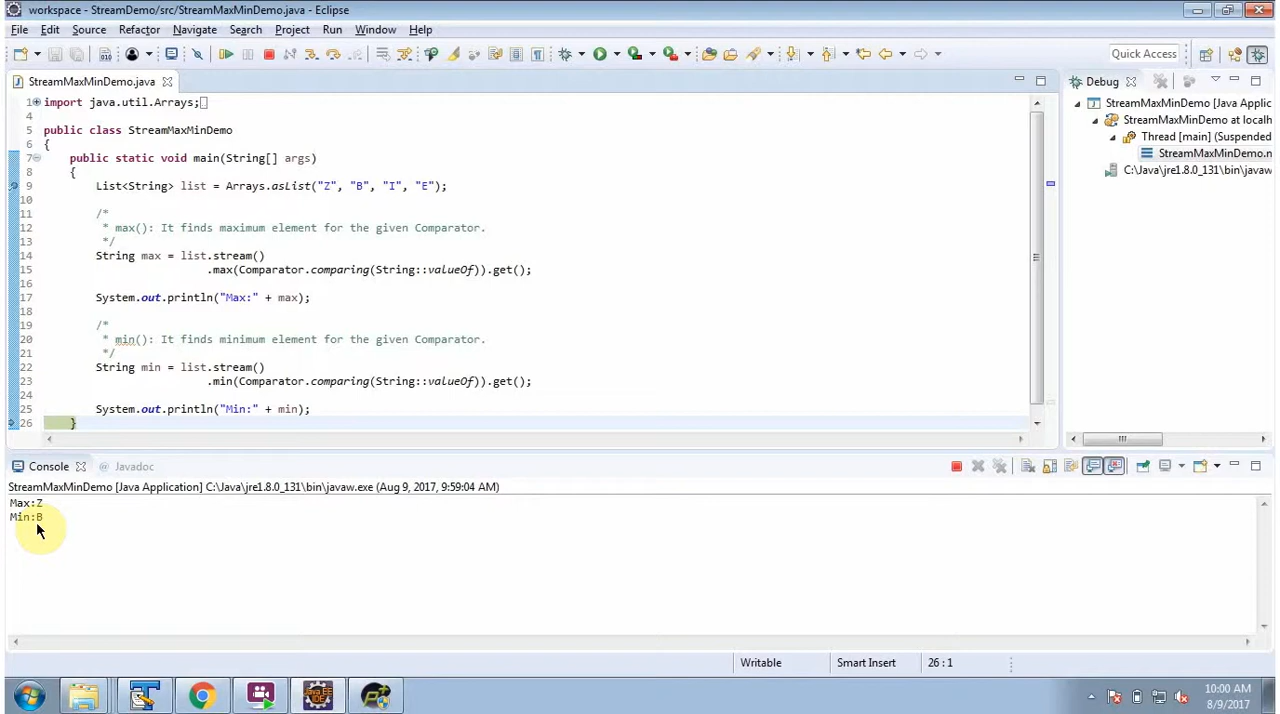 workspace - StreamDemo/src/StreamMaxMinDemo.java - Eclipse
File Edit Source Refactor Navigate Search Project Run Window Help
Quick Access
StreamMaxMinDemo.java
Debug
1 import java.util.Arrays;
4
5 public class StreamMaxMinDemo
6 {
7 public static void main(String[] args)
8 {
9 List<String> list = Arrays.asList("Z", "B", "I", "E");
10
11 /*
12 * max(): It finds maximum element for the given Comparator.
13 */
14 String max = list.stream()
15 .max(Comparator.comparing(String::valueOf)).get();
16
17 System.out.println("Max:" + max);
18
19 /*
20 * min(): It finds minimum element for the given Comparator.
21 */
22 String min = list.stream()
23 .min(Comparator.comparing(String::valueOf)).get();
24
25 System.out.println("Min:" + min);
26 }
StreamMaxMinDemo [Java Applic
StreamMaxMinDemo at localh
Thread [main] (Suspended
StreamMaxMinDemo.n
C:\Java\jre1.8.0_131\bin\javaw
Console Javadoc
StreamMaxMinDemo [Java Application] C:\Java\jre1.8.0_131\bin\javaw.exe (Aug 9, 2017, 9:59:04 AM)
Max:Z
Min:B
Writable Smart Insert 26 : 1
Java EE
IDE
10:00 AM
8/9/2017